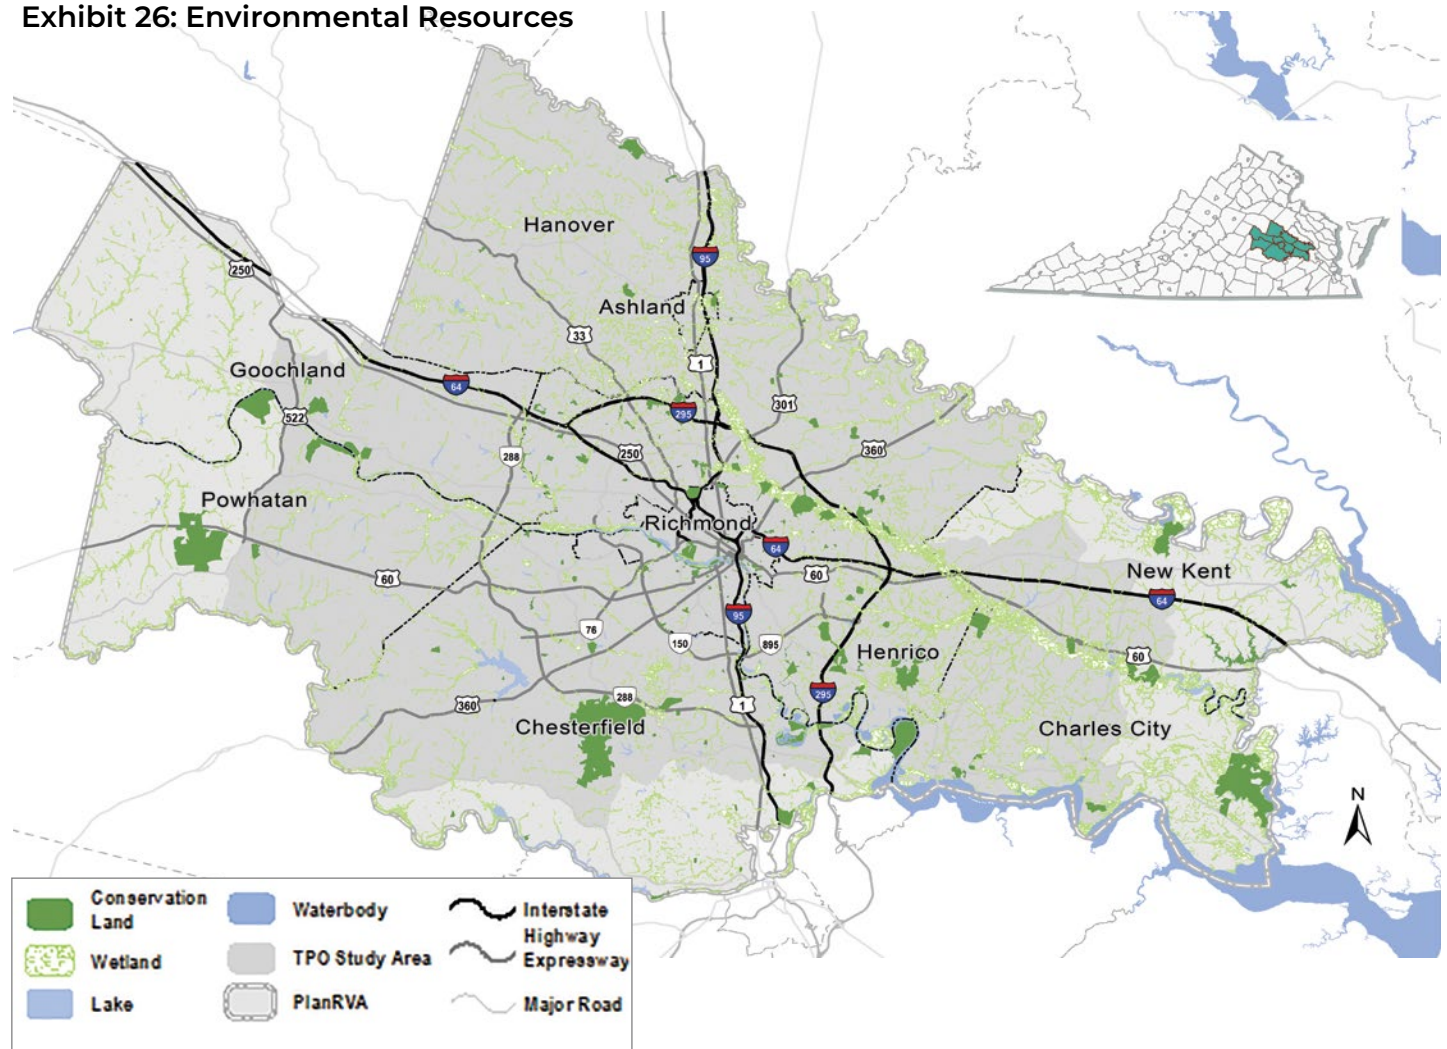 Exhibit 26: Environmental Resources
Hanover
95
250
Ashland
33
1
Goochland
64
301
295
522
250
360
288
Powhatan
Richmond
64
60
60
New Kent
64
95
76
150
895
Henrico
60
288
295
360
1
Chesterfield
Charles City
N
Conservation
Land
Wetland
Lake
Waterbody
TPO Study Area
PlanRVA
Interstate
Highway
Expressway
Major Road